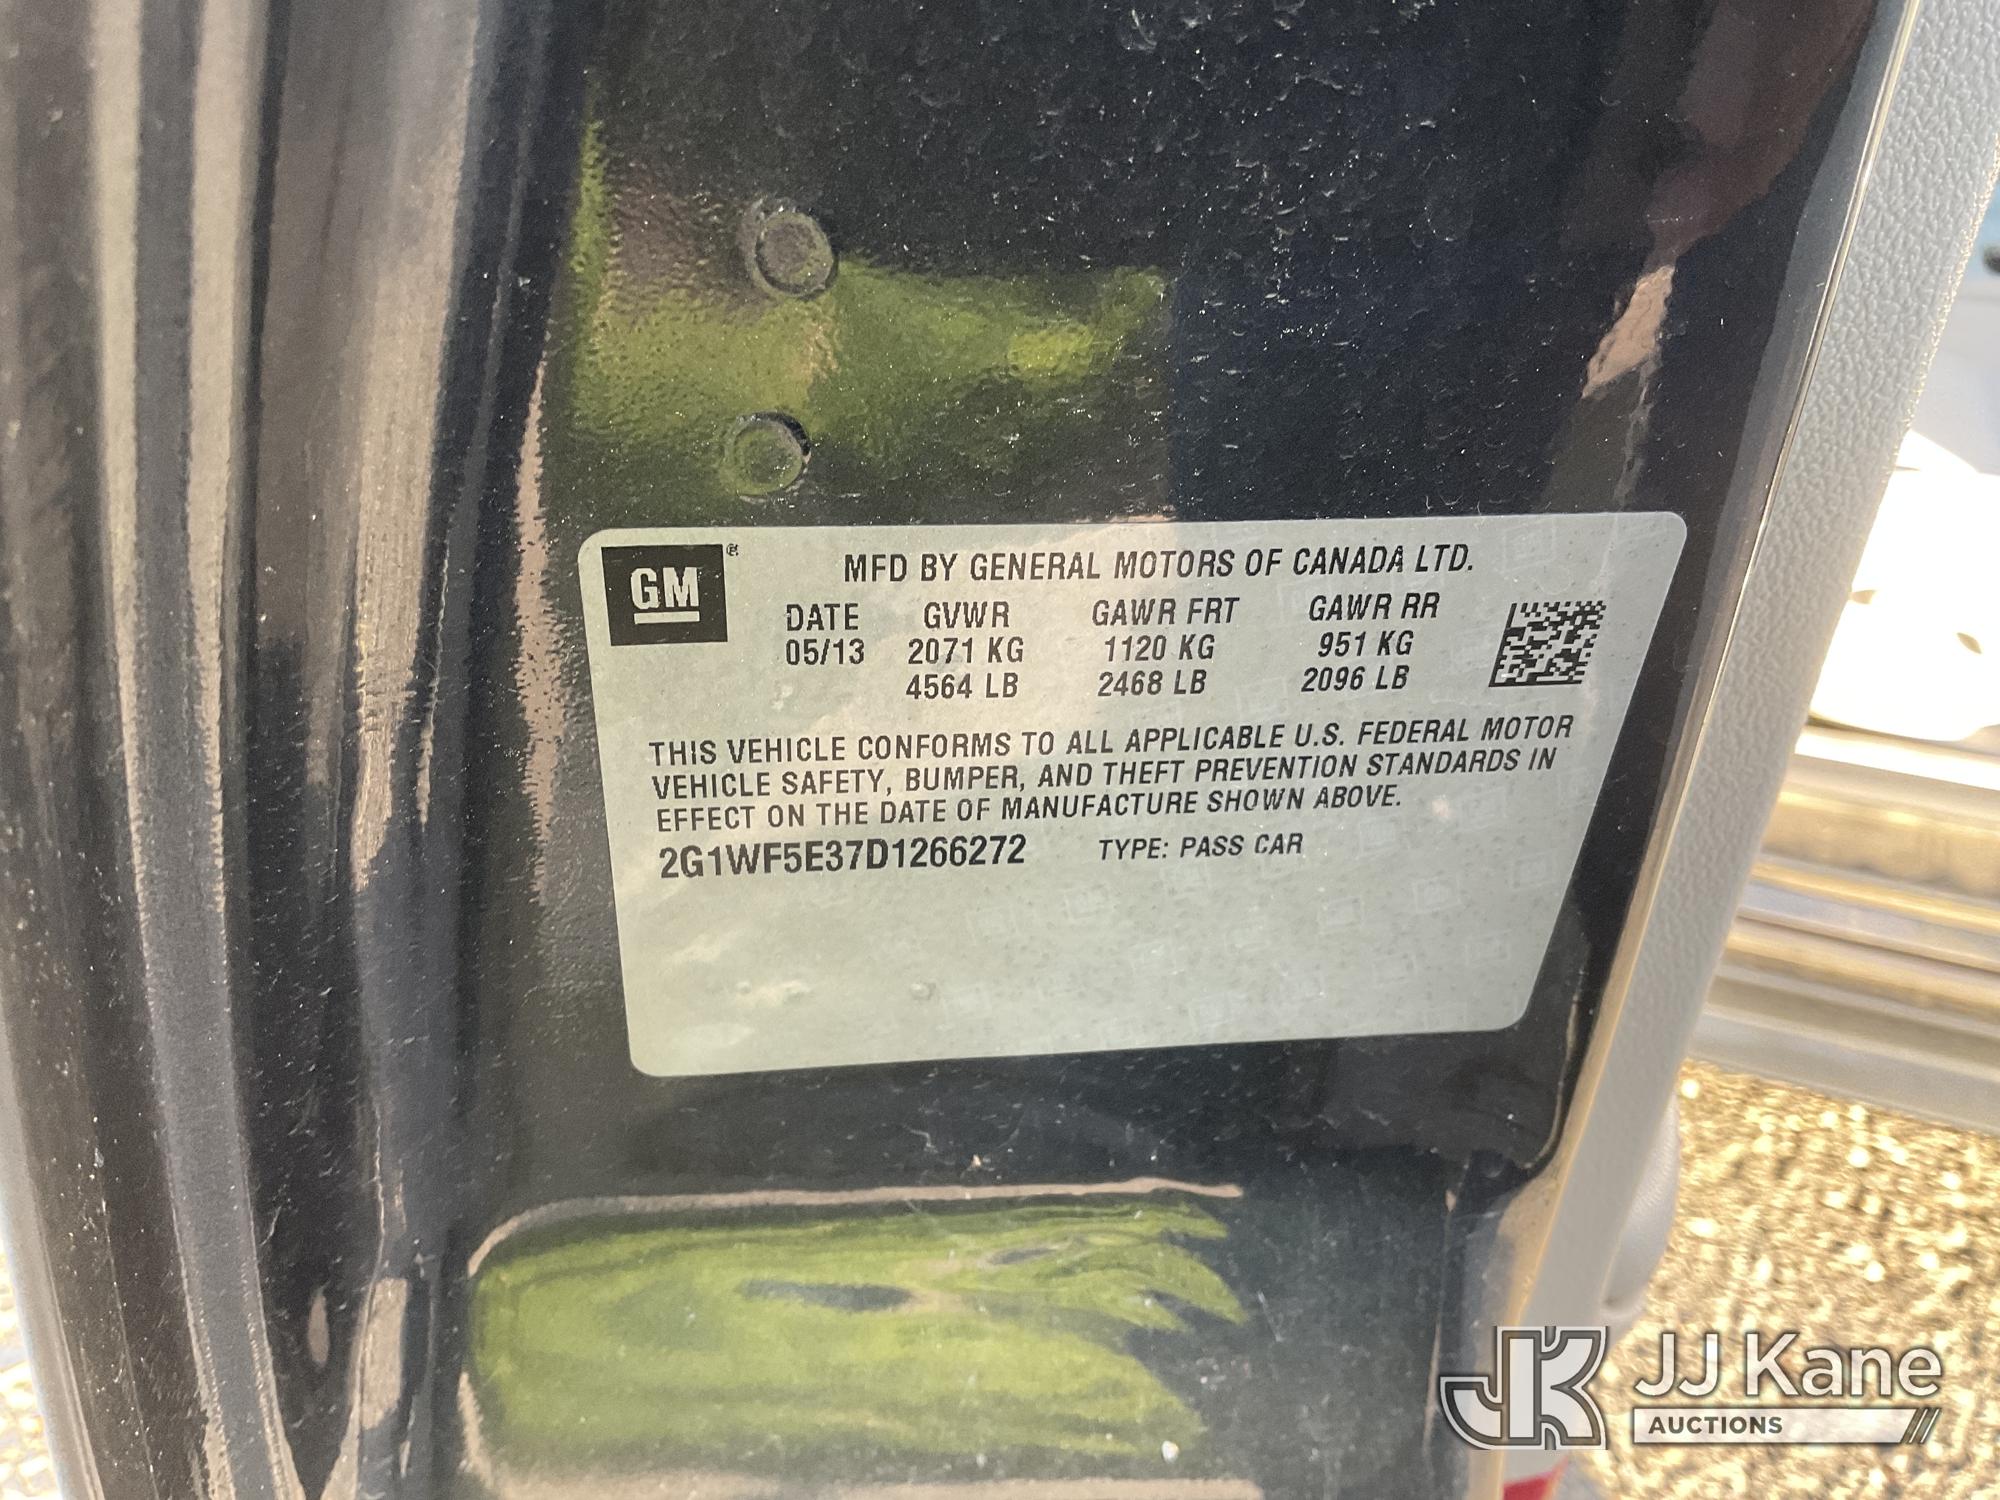 GM ®
MFD BY GENERAL MOTORS OF CANADA LTD.
DATE GVWR GAWR FRT GAWR RR
05/13 2071 KG 1120 KG 951 KG
4564 LB 2468 LB 2096 LB
THIS VEHICLE CONFORMS TO ALL APPLICABLE U.S. FEDERAL MOTOR
VEHICLE SAFETY, BUMPER, AND THEFT PREVENTION STANDARDS IN
EFFECT ON THE DATE OF MANUFACTURE SHOWN ABOVE.
2G1WF5E37D1266272 TYPE: PASS CAR
JK JJ Kane
AUCTIONS